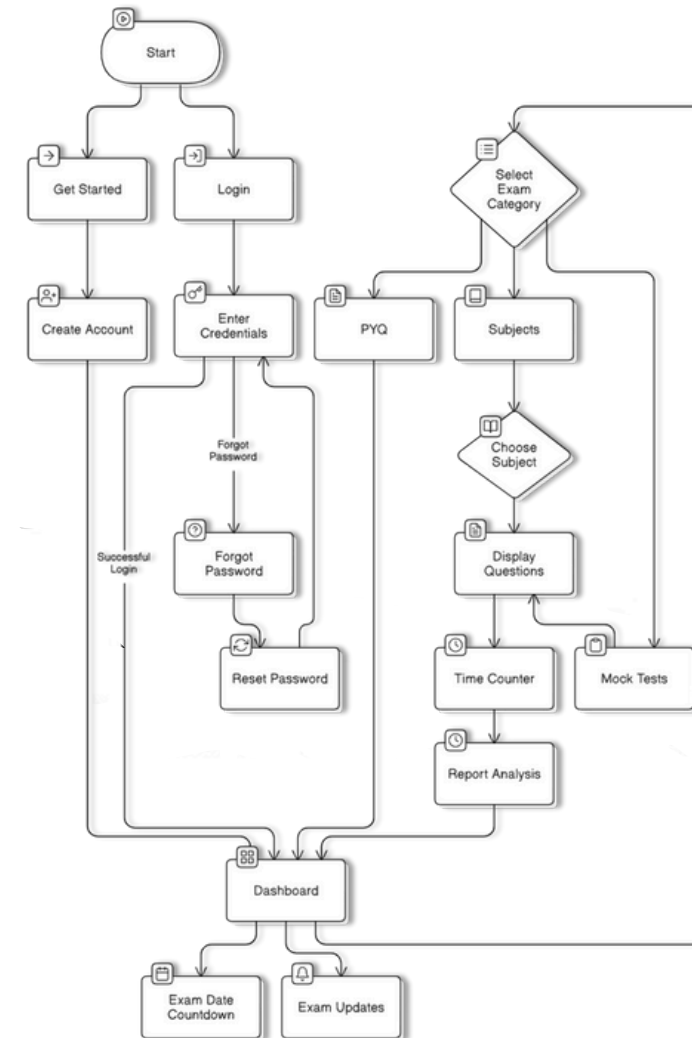 Start
Get Started
Login
Select
Exam
Category
Create Account
Enter
Credentials
PYQ
Subjects
Forgot
Password
Choose
Subject
Successful
Login
Forgot
Password
Display
Questions
Reset Password
Time Counter
Mock Tests
Report Analysis
Dashboard
Exam Date
Countdown
Exam Updates